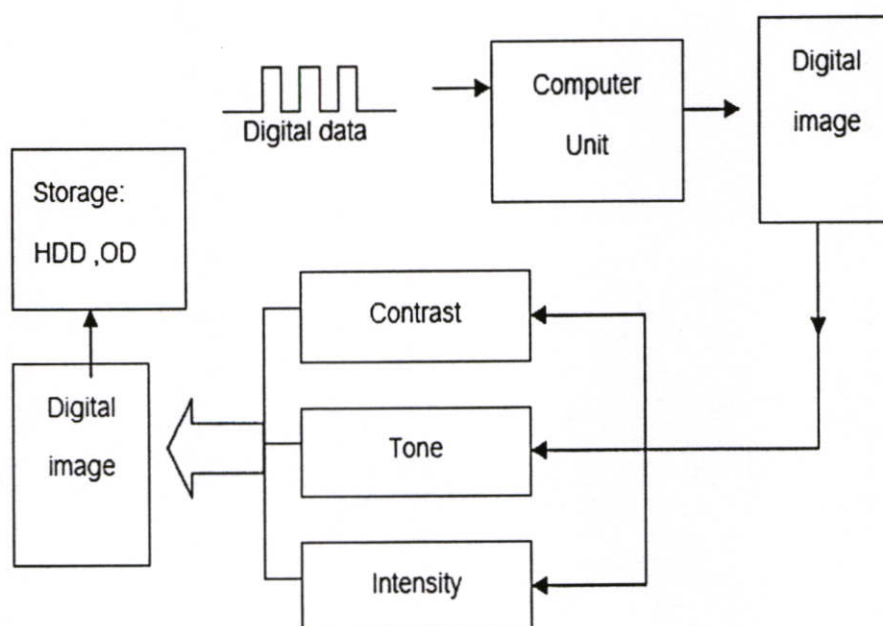 Digital data
Computer
Unit
Digital
image
Storage:
HDD ,OD
Contrast
Tone
Intensity
Digital
image